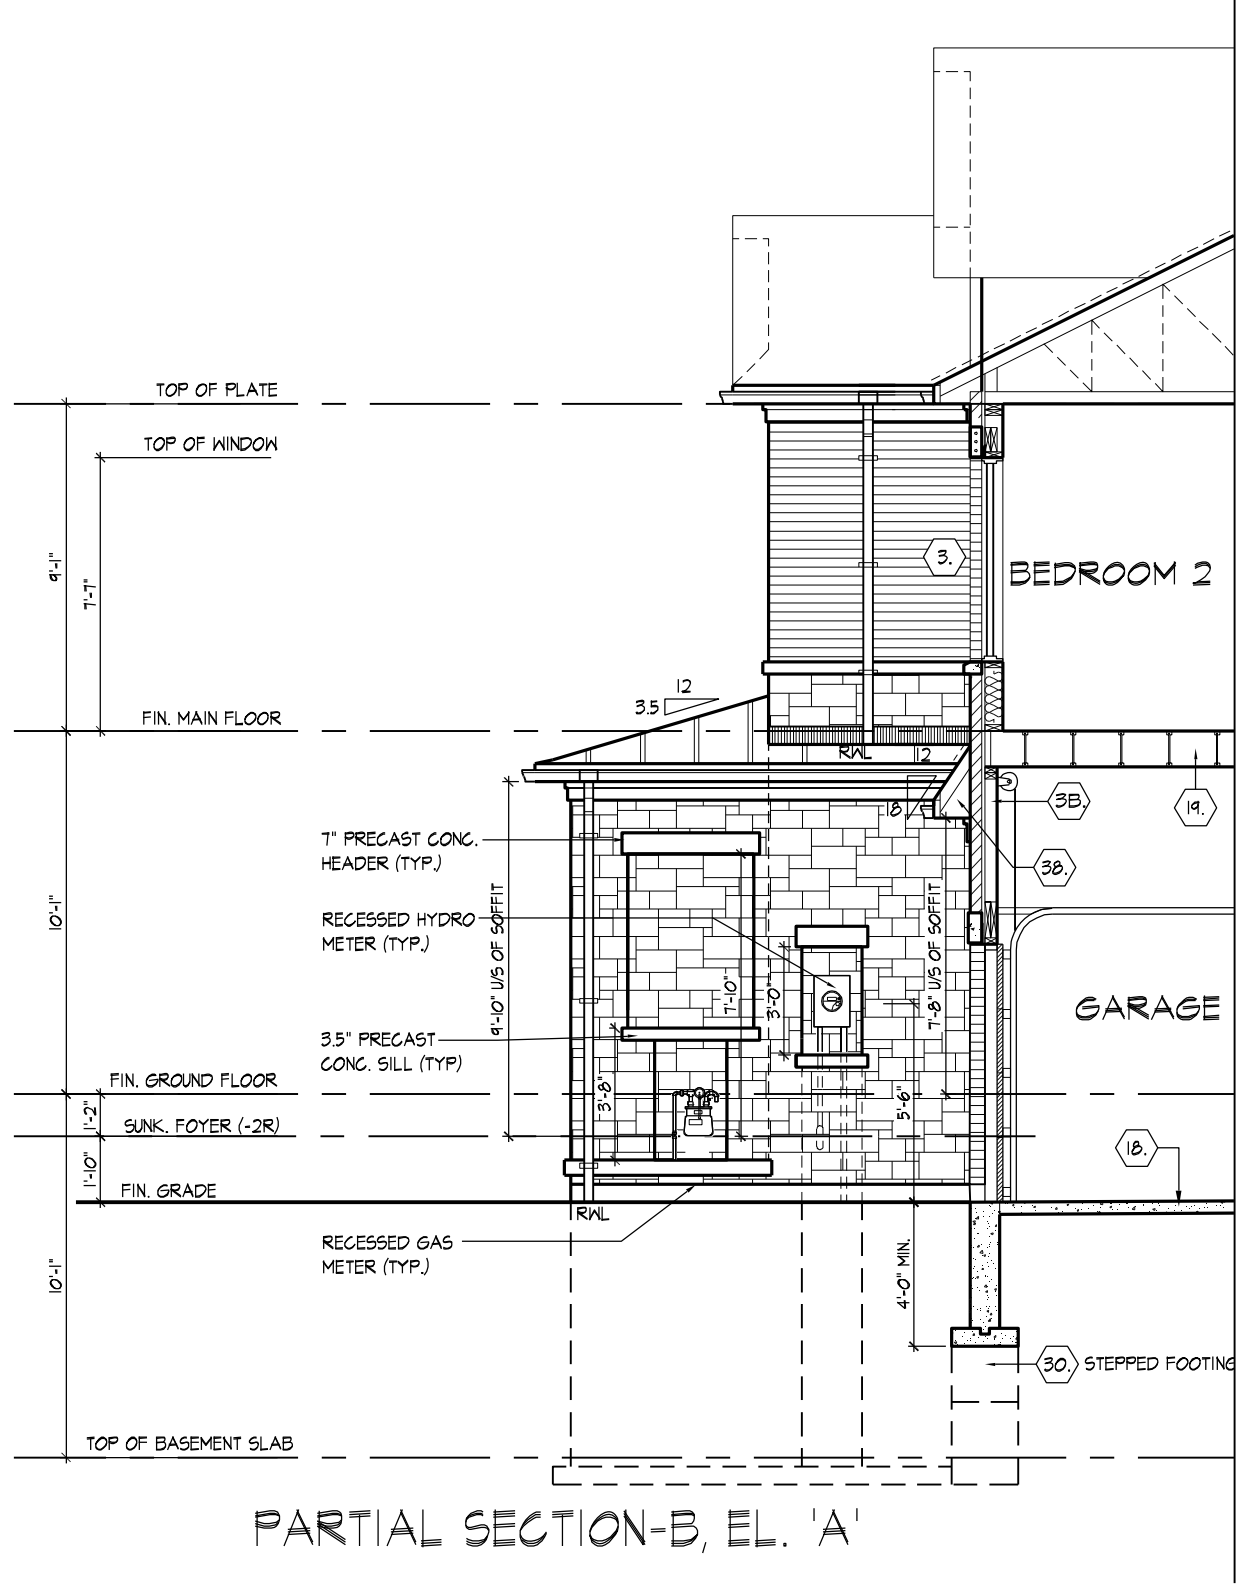 TOP OF PLATE
TOP OF WINDOW
9'-1"
7'-7"
3.
BEDROOM 2
12
3.5
FIN. MAIN FLOOR
RWL
12
18
3B.
19.
7" PRECAST CONC.
HEADER (TYP.)
38.
10'-1"
RECESSED HYDRO
METER (TYP.)
9'-10" U/S OF SOFFIT
7'-10"
3'-0"
7'-8" U/S OF SOFFIT
GARAGE
3.5" PRECAST
CONC. SILL (TYP)
FIN. GROUND FLOOR
3'-8"
5'-6"
1'-2"
SUNK. FOYER (-2R)
18.
1'-10"
FIN. GRADE
RWL
RECESSED GAS
METER (TYP.)
10'-1"
4'-0" MIN.
30. STEPPED FOOTING
TOP OF BASEMENT SLAB
PARTIAL SECTION-B, EL. 'A'